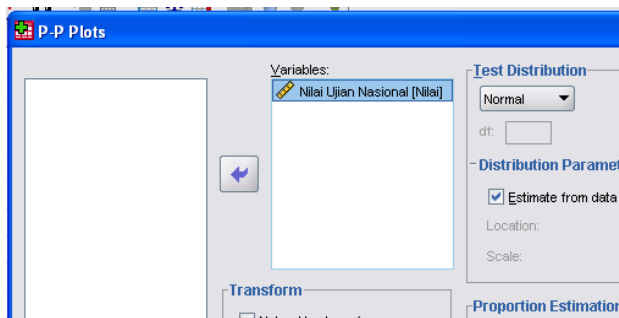 P-P Plots
Variables:
Nilai Ujian Nasional [Nilai]
Test Distribution
Normal
df:
Distribution Paramet
Estimate from data
Location:
Scale:
Transform
Proportion Estimation